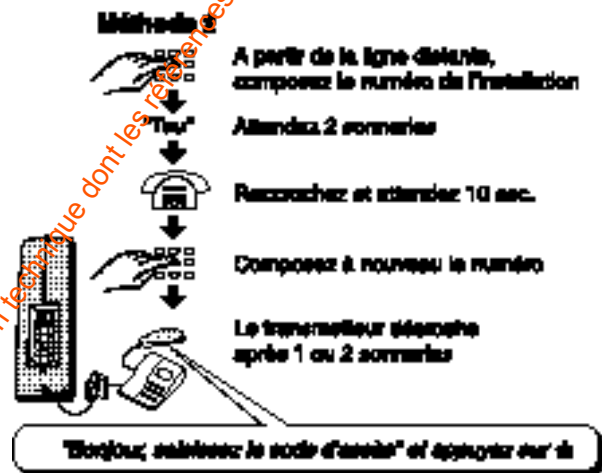 Méthode
A partir de la ligne distante,
composez le numéro de l'installation
"Tuu"
Attendez 2 sonneries
Raccrochez et attendez 10 sec.
Composez à nouveau le numéro
Le transmetteur décroche
après 1 ou 2 sonneries
"Bonjour, saisissez le code d'accès" et appuyez sur
technique dont les références